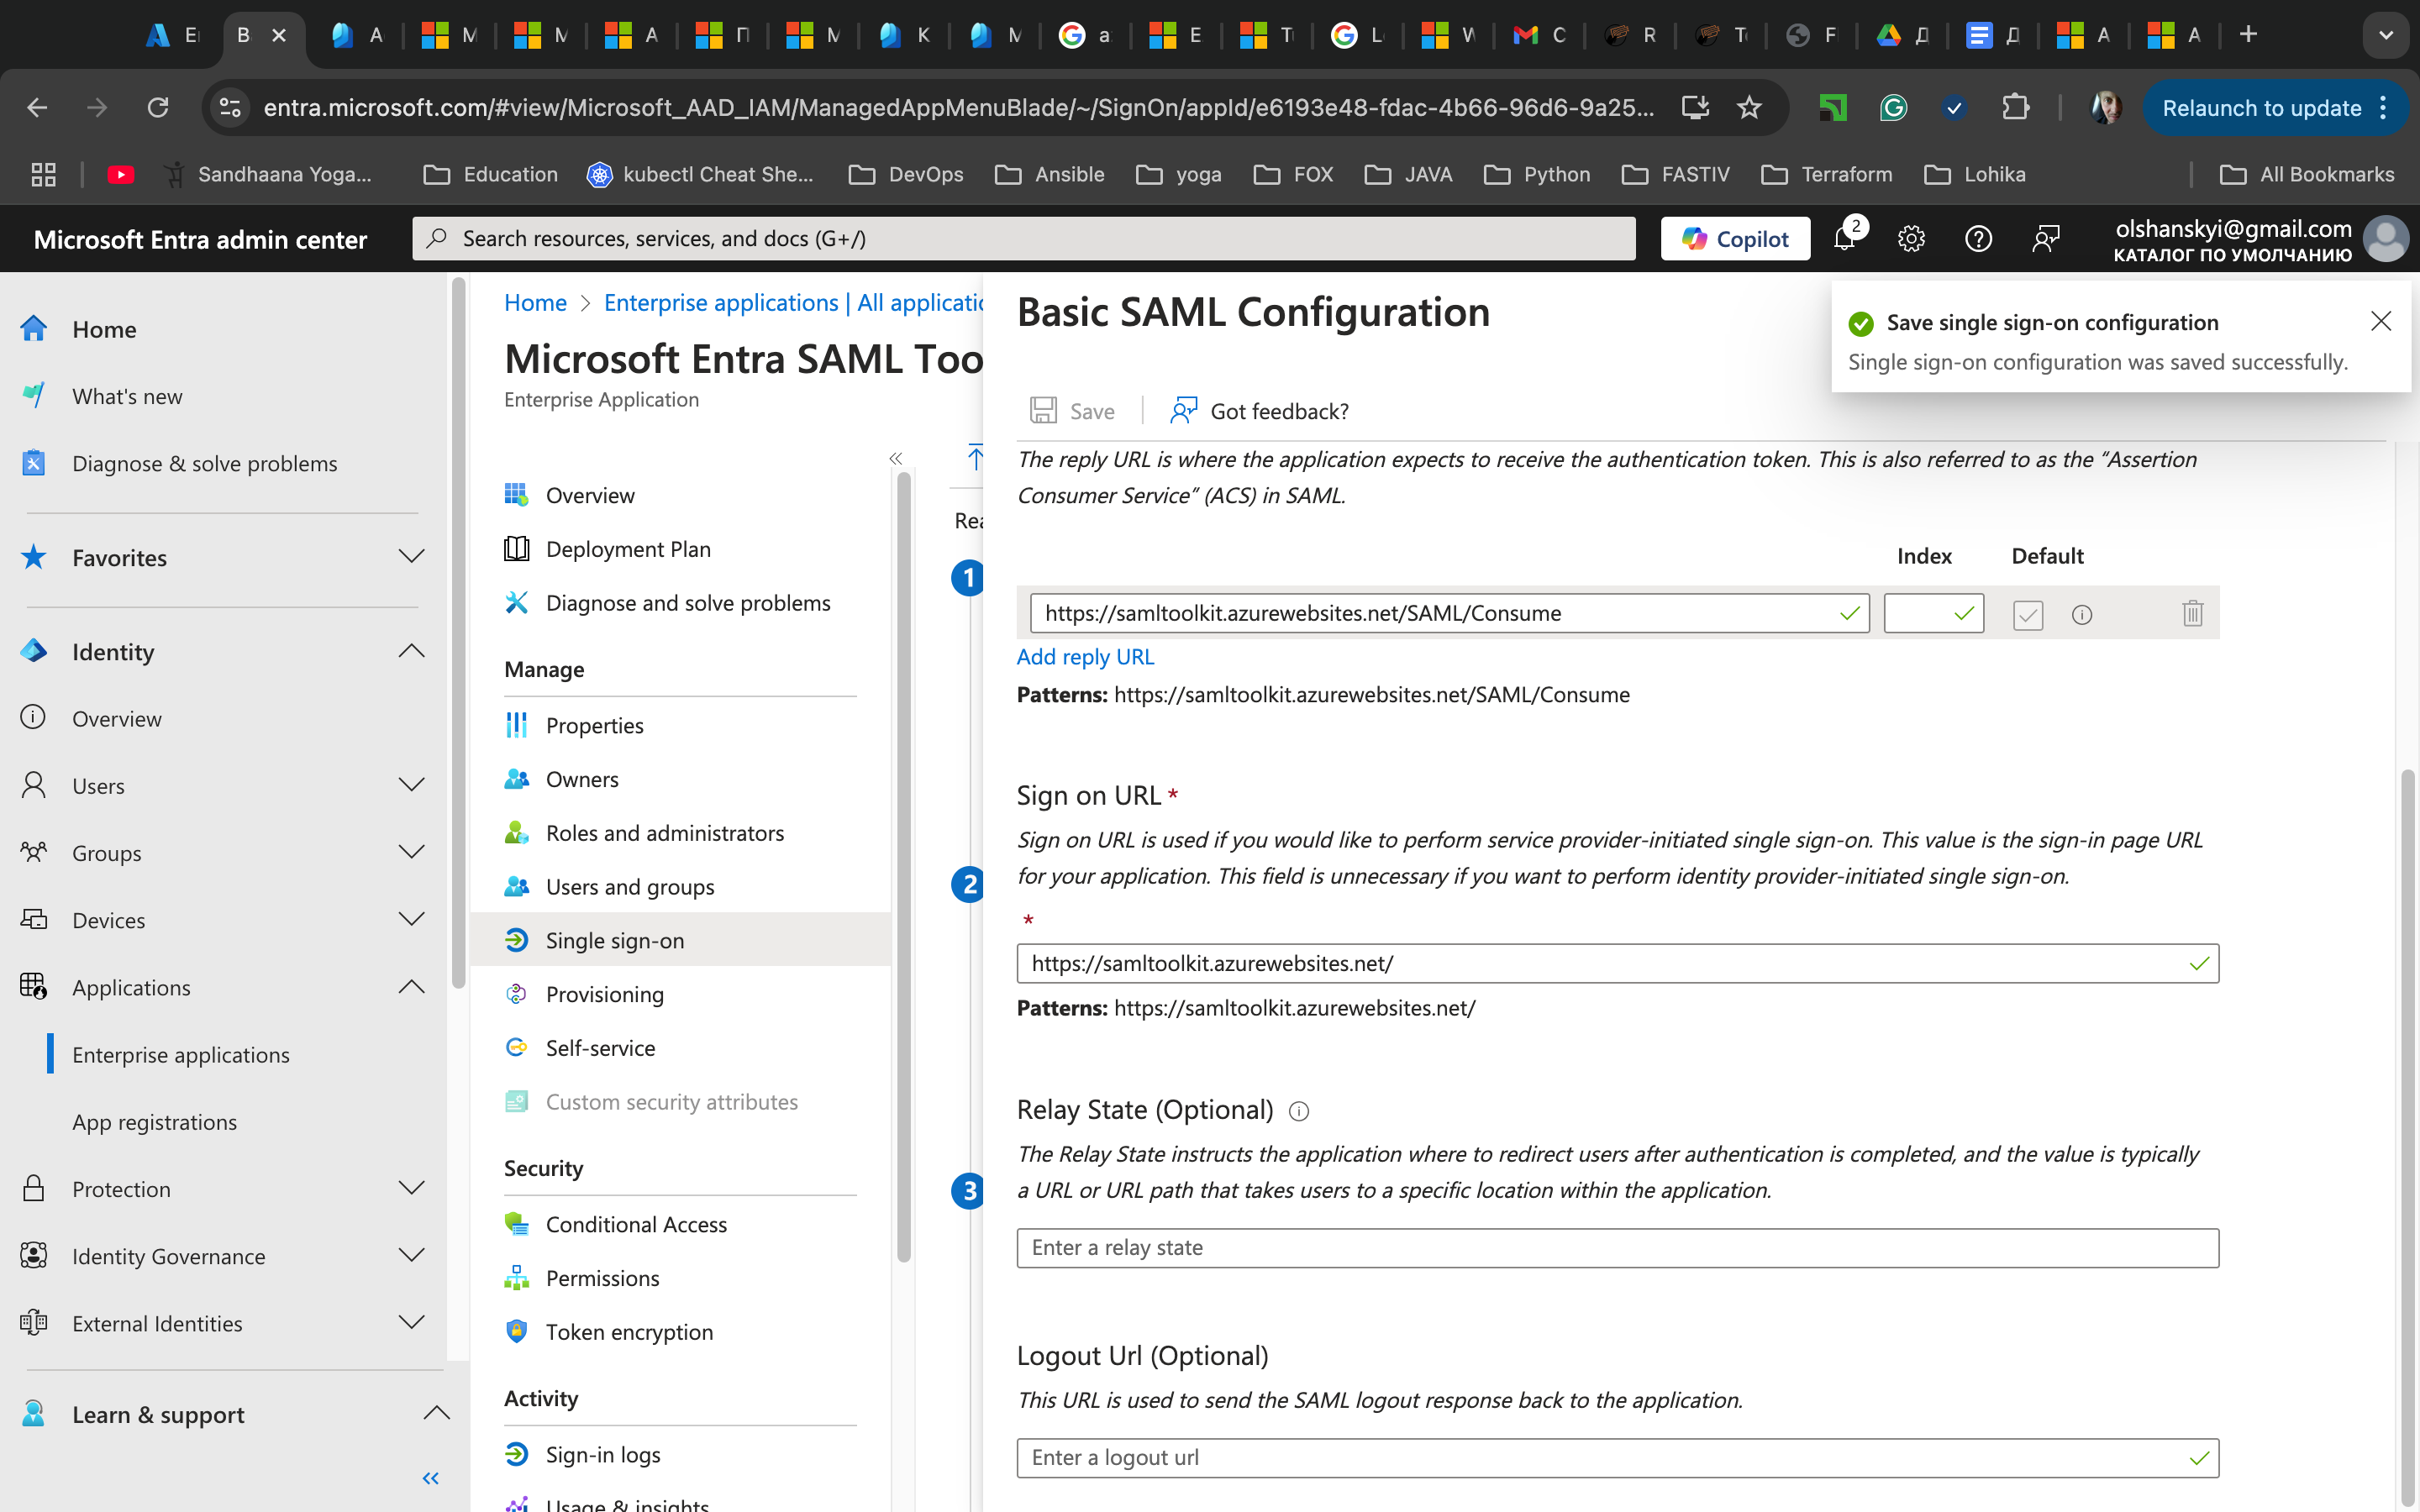 E
B
A
M
M
A
П
M
K
M
a
E
T
L
W
C
R
T
F
Д
Д
A
A
entra.microsoft.com/#view/Microsoft_AAD_IAM/ManagedAppMenuBlade/~/SignOn/appId/e6193e48-fdac-4b66-96d6-9a25...
Relaunch to update
Sandhaana Yoga...
Education
kubectl Cheat She...
DevOps
Ansible
yoga
FOX
JAVA
Python
FASTIV
Terraform
Lohika
All Bookmarks
Microsoft Entra admin center
Search resources, services, and docs (G+/)
Copilot
2
olshanskyi@gmail.com
КАТАЛОГ ПО УМОЛЧАНИЮ
Home
What's new
Diagnose & solve problems
Favorites
Identity
Overview
Users
Groups
Devices
Applications
Enterprise applications
App registrations
Protection
Identity Governance
External Identities
Learn & support
Home > Enterprise applications | All applicatio
Microsoft Entra SAML Too
Enterprise Application
Overview
Deployment Plan
Diagnose and solve problems
Manage
Properties
Owners
Roles and administrators
Users and groups
Single sign-on
Provisioning
Self-service
Custom security attributes
Security
Conditional Access
Permissions
Token encryption
Activity
Sign-in logs
Usage & insights
Rea
1
2
3
Basic SAML Configuration
Save
Got feedback?
Save single sign-on configuration
Single sign-on configuration was saved successfully.
The reply URL is where the application expects to receive the authentication token. This is also referred to as the “Assertion
Consumer Service” (ACS) in SAML.
Index
Default
https://samltoolkit.azurewebsites.net/SAML/Consume
Add reply URL
Patterns: https://samltoolkit.azurewebsites.net/SAML/Consume
Sign on URL *
Sign on URL is used if you would like to perform service provider-initiated single sign-on. This value is the sign-in page URL
for your application. This field is unnecessary if you want to perform identity provider-initiated single sign-on.
*
https://samltoolkit.azurewebsites.net/
Patterns: https://samltoolkit.azurewebsites.net/
Relay State (Optional)
The Relay State instructs the application where to redirect users after authentication is completed, and the value is typically
a URL or URL path that takes users to a specific location within the application.
Enter a relay state
Logout Url (Optional)
This URL is used to send the SAML logout response back to the application.
Enter a logout url